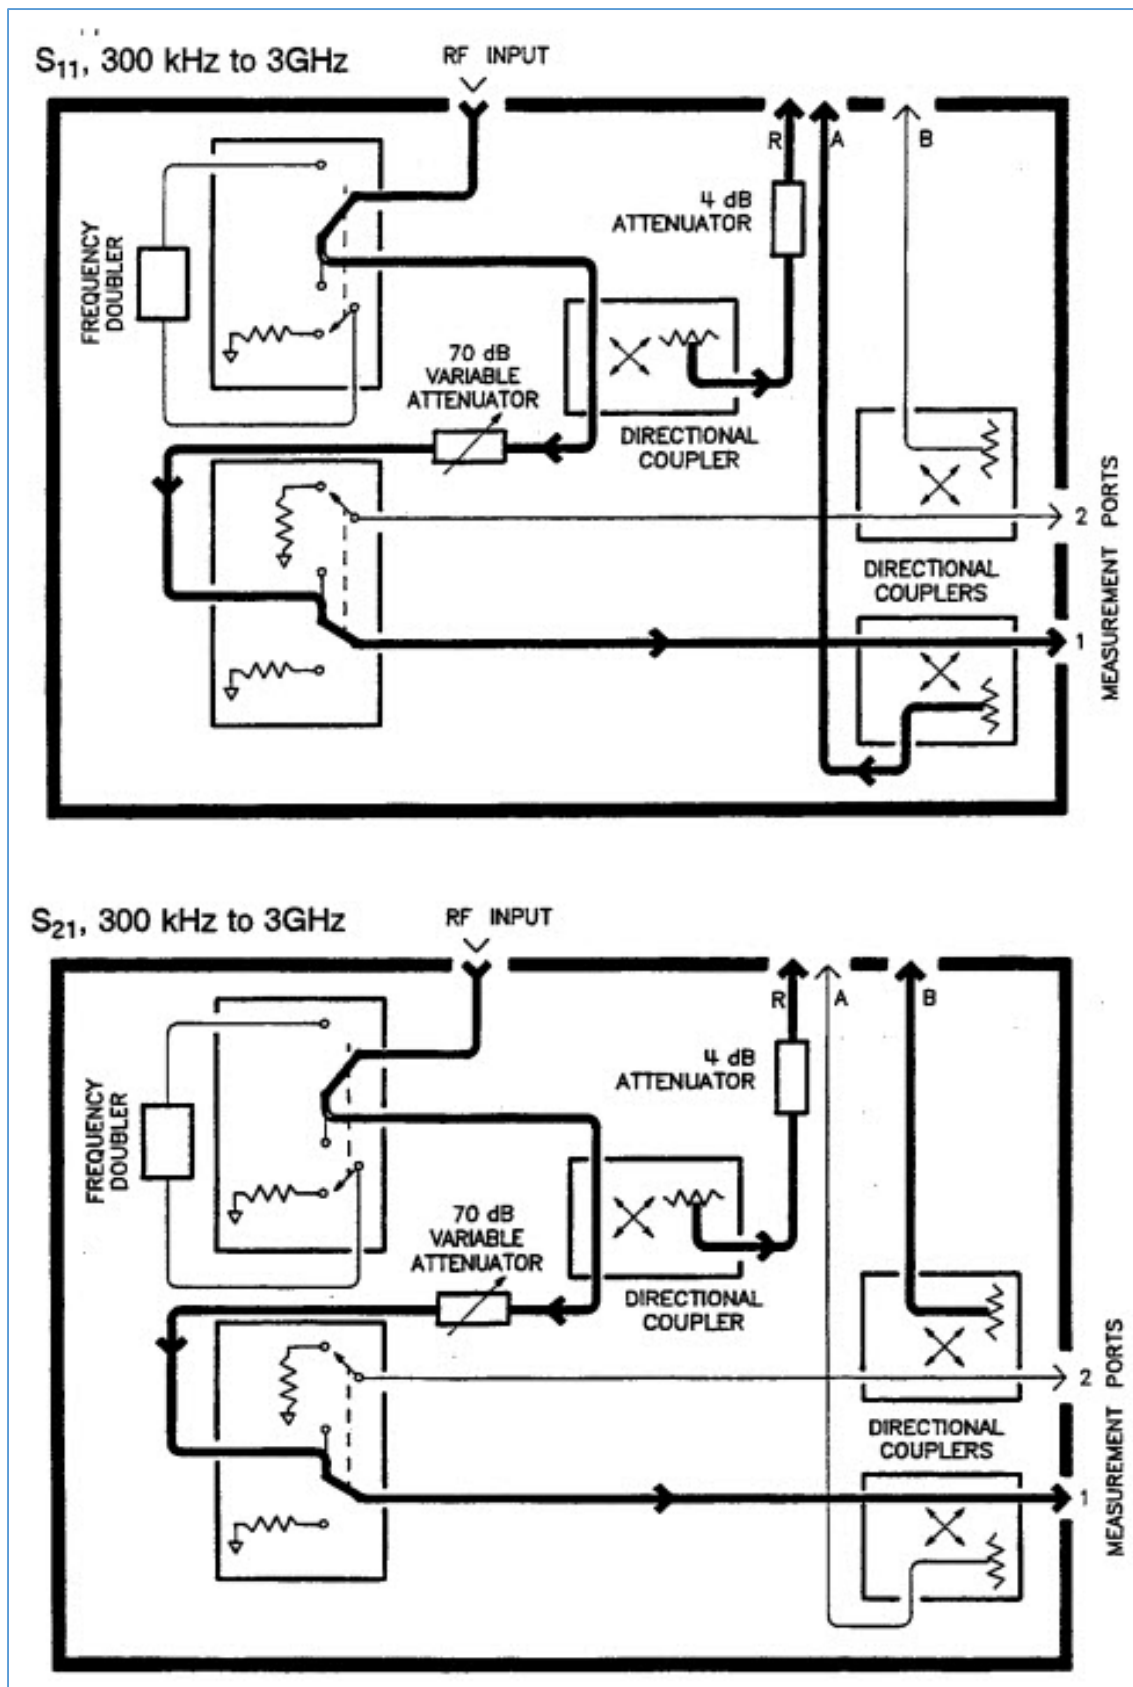 S11, 300 kHz to 3GHz
RF INPUT
R
A
B
4 dB
ATTENUATOR
FREQUENCY
DOUBLER
70 dB
VARIABLE
ATTENUATOR
DIRECTIONAL
COUPLER
2
DIRECTIONAL
COUPLERS
1
MEASUREMENT PORTS
S21, 300 kHz to 3GHz
RF INPUT
R
A
B
4 dB
ATTENUATOR
FREQUENCY
DOUBLER
70 dB
VARIABLE
ATTENUATOR
DIRECTIONAL
COUPLER
2
DIRECTIONAL
COUPLERS
1
MEASUREMENT PORTS